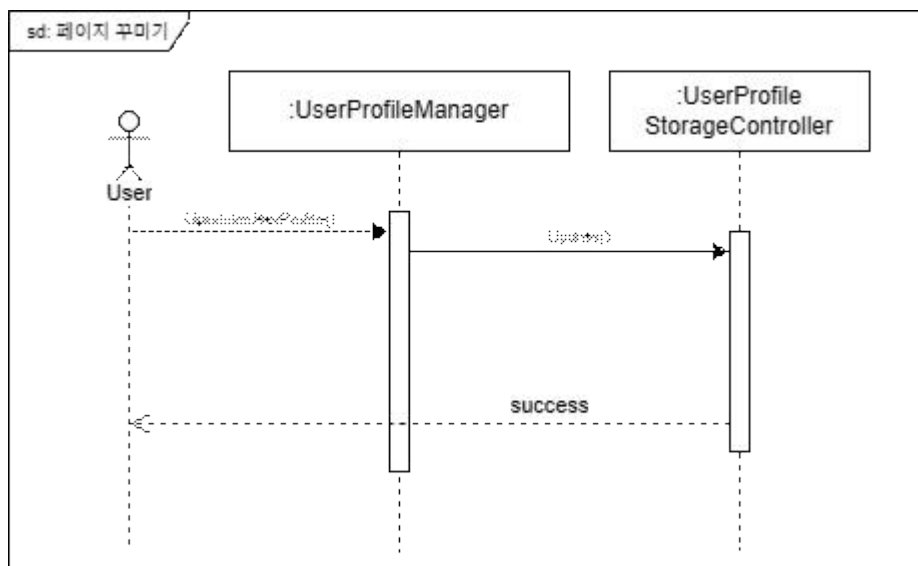 sd: 페이지 꾸미기
:UserProfileManager
:UserProfile
StorageController
User
success